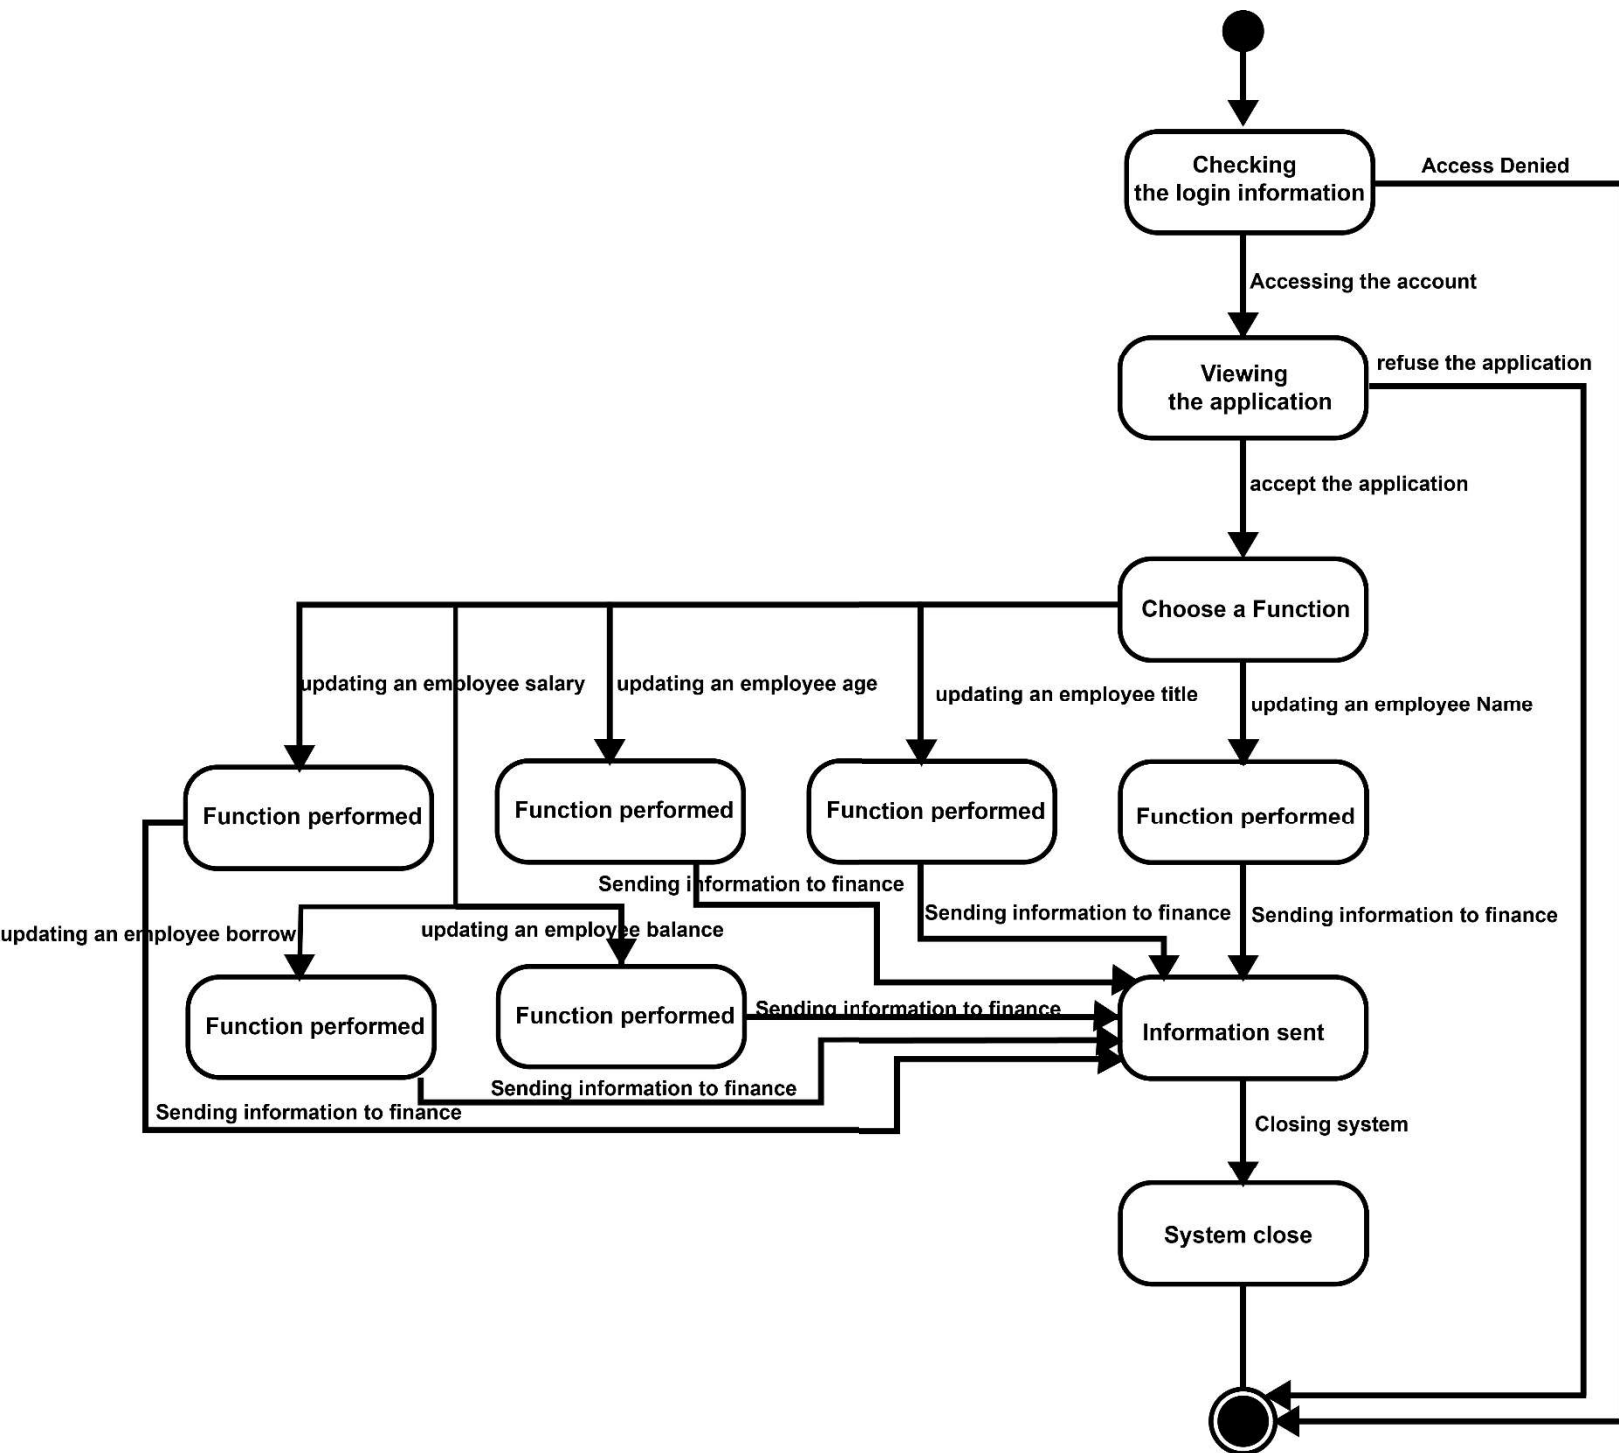 Checking
the login information
Access Denied
Accessing the account
Viewing
the application
refuse the application
accept the application
Choose a Function
updating an employee salary
updating an employee age
updating an employee title
updating an employee Name
Function performed
Function performed
Function performed
Function performed
Sending information to finance
Sending information to finance
Sending information to finance
updating an employee borrow
updating an employee balance
Function performed
Function performed
Sending information to finance
Information sent
Sending information to finance
Sending information to finance
Closing system
System close